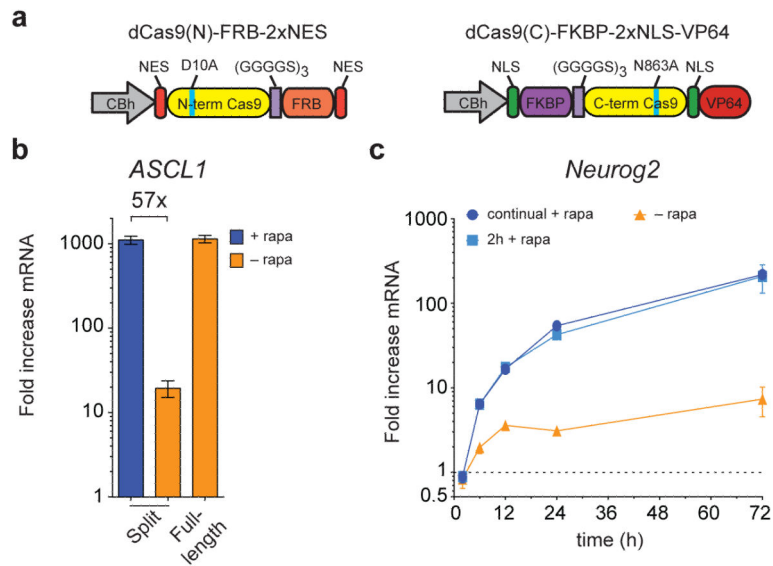 a
dCas9(N)-FRB-2xNES
dCas9(C)-FKBP-2xNLS-VP64
NES D10A (GGGGS)3 NES
CBh N-term Cas9 FRB
NLS (GGGGS)3 N863A NLS
CBh FKBP C-term Cas9 VP64
b
ASCL1
57x
+ rapa
– rapa
Fold increase mRNA
1000
100
10
1
Split
Full-
length
c
Neurog2
continual + rapa
– rapa
2h + rapa
Fold increase mRNA
1000
100
10
1
0.5
0 12 24 36 48 60 72
time (h)